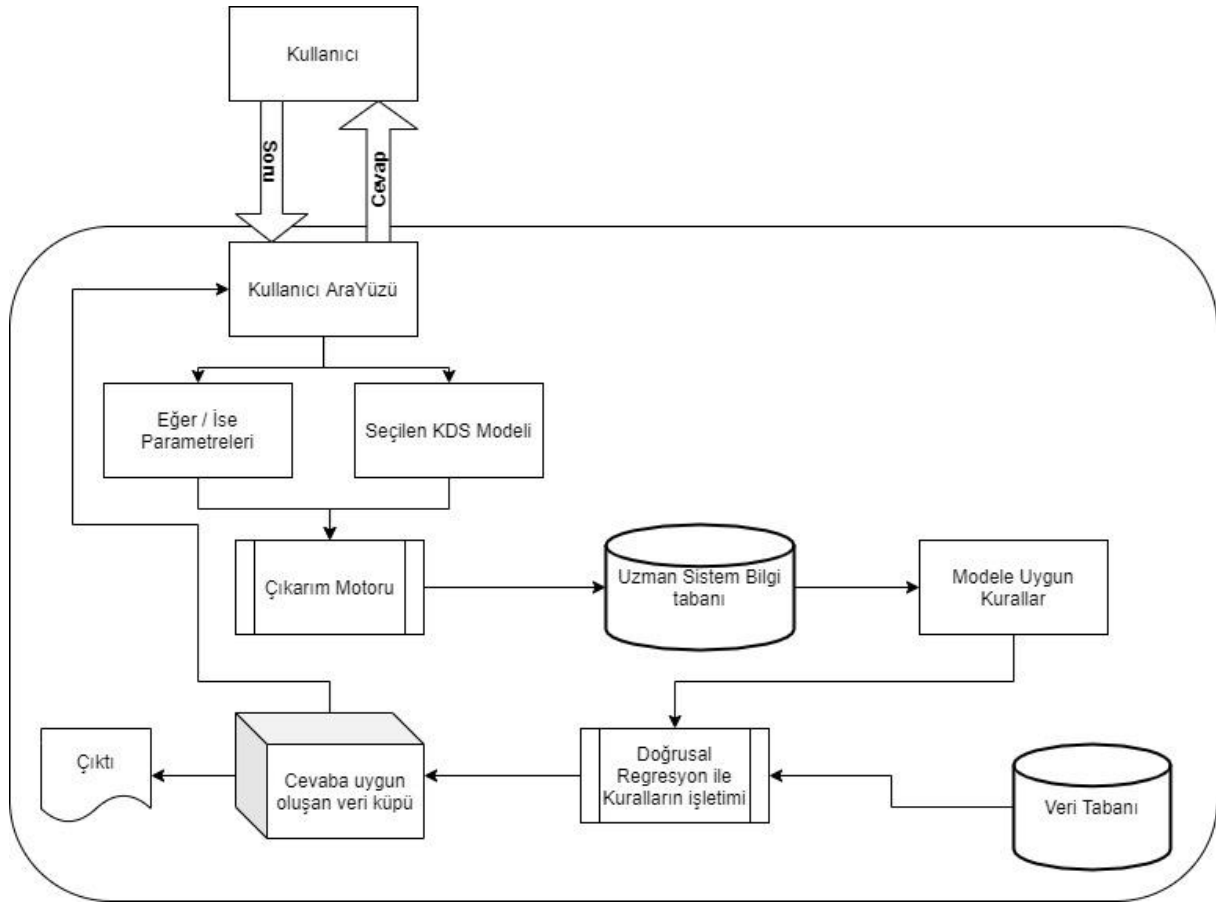 Kullanıcı
Soru
Cevap
Kullanıcı AraYüzü
Eğer / İse
Parametreleri
Seçilen KDS Modeli
Çıkarım Motoru
Uzman Sistem Bilgi
tabanı
Modele Uygun
Kurallar
Çıktı
Cevaba uygun
oluşan veri küpü
Doğrusal
Regresyon ile
Kuralların işletimi
Veri Tabanı